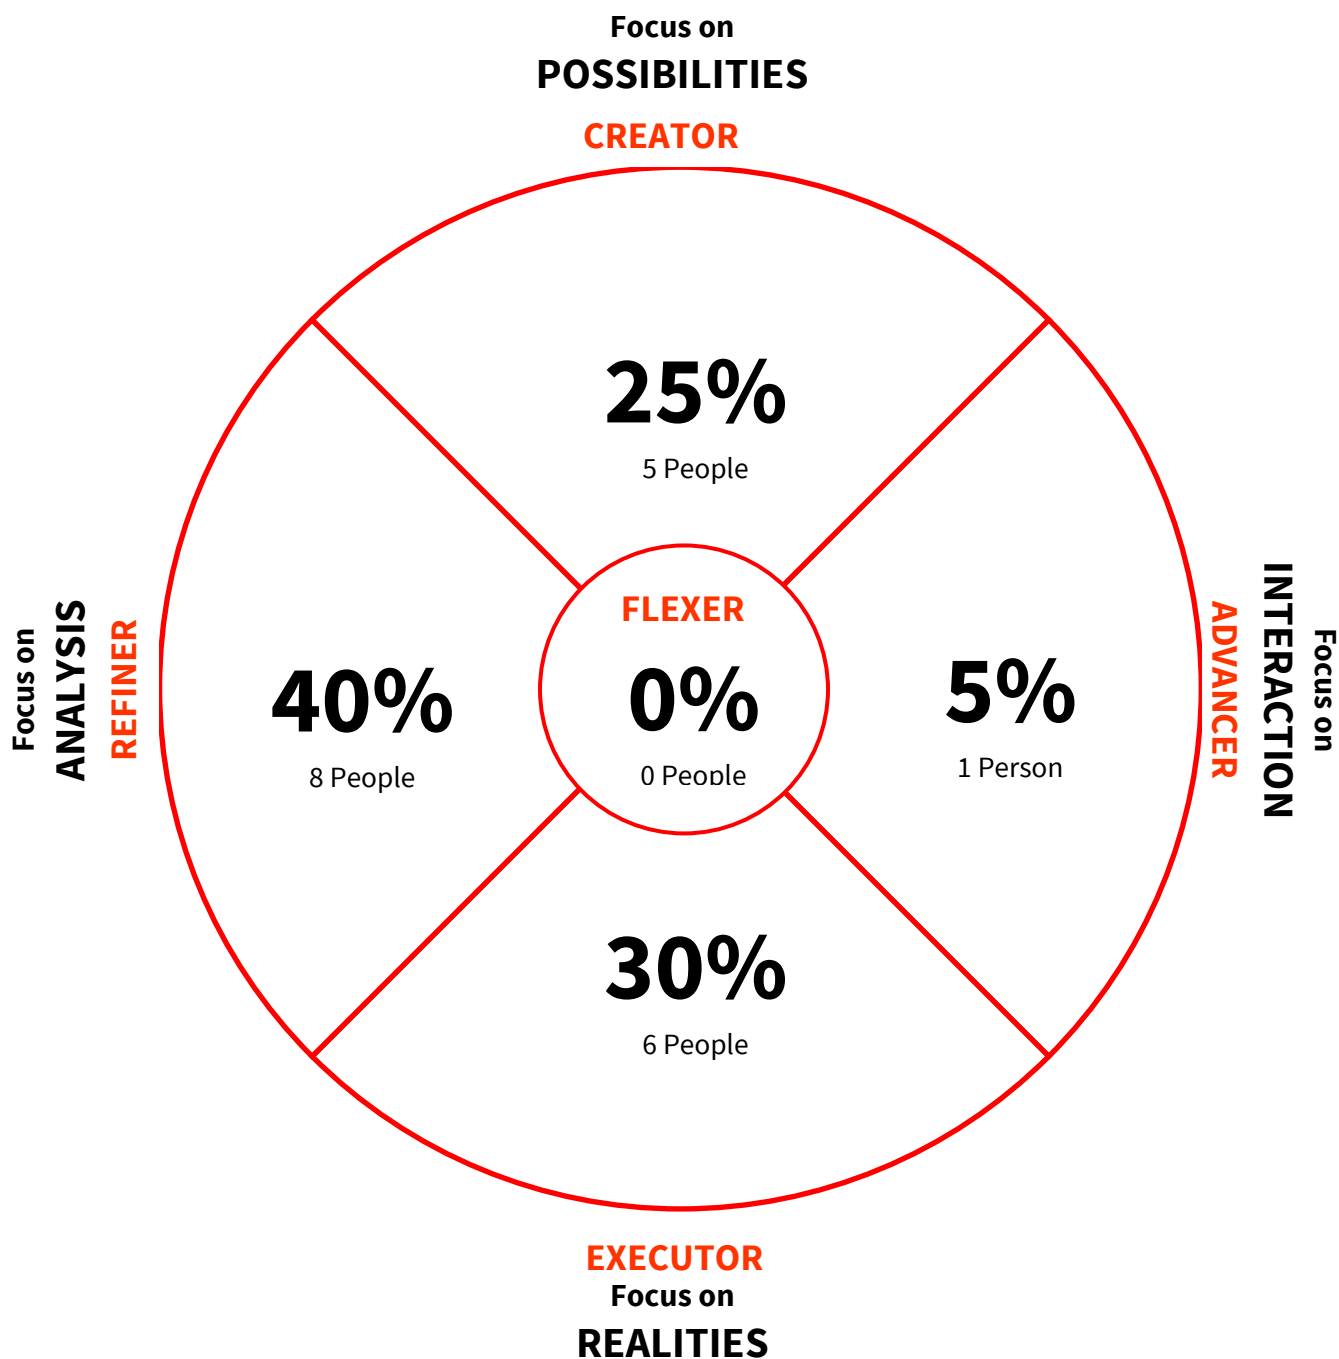 Focus on
POSSIBILITIES
CREATOR
25%
5 People
Focus on
ANALYSIS
REFINER
40%
8 People
FLEXER
0%
0 People
5%
1 Person
ADVANCER
INTERACTION
Focus on
30%
6 People
EXECUTOR
Focus on
REALITIES